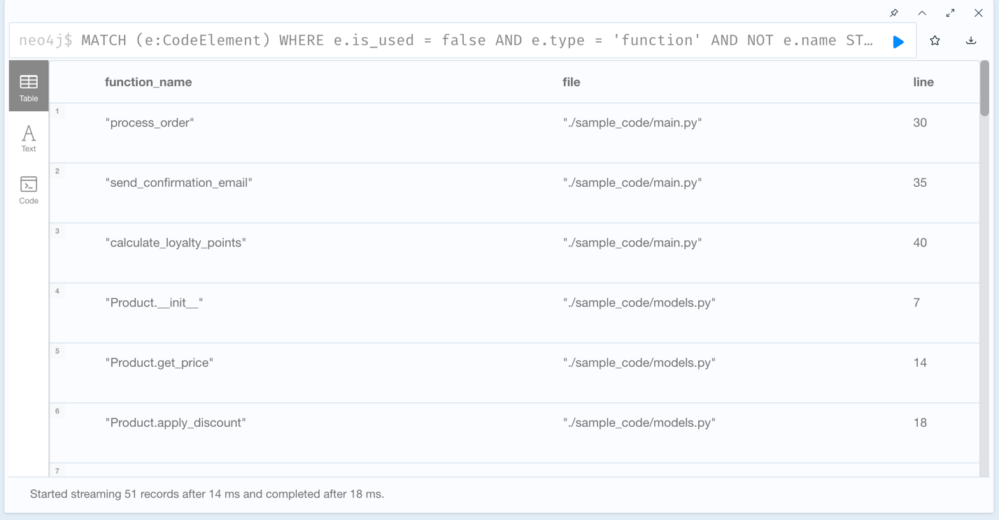 neo4j$ MATCH (e:CodeElement) WHERE e.is_used = false AND e.type = 'function' AND NOT e.name ST…
Table
Text
Code
function_name file line
1
"process_order" "./sample_code/main.py" 30
2
"send_confirmation_email" "./sample_code/main.py" 35
3
"calculate_loyalty_points" "./sample_code/main.py" 40
4
"Product.__init__" "./sample_code/models.py" 7
5
"Product.get_price" "./sample_code/models.py" 14
6
"Product.apply_discount" "./sample_code/models.py" 18
7
Started streaming 51 records after 14 ms and completed after 18 ms.